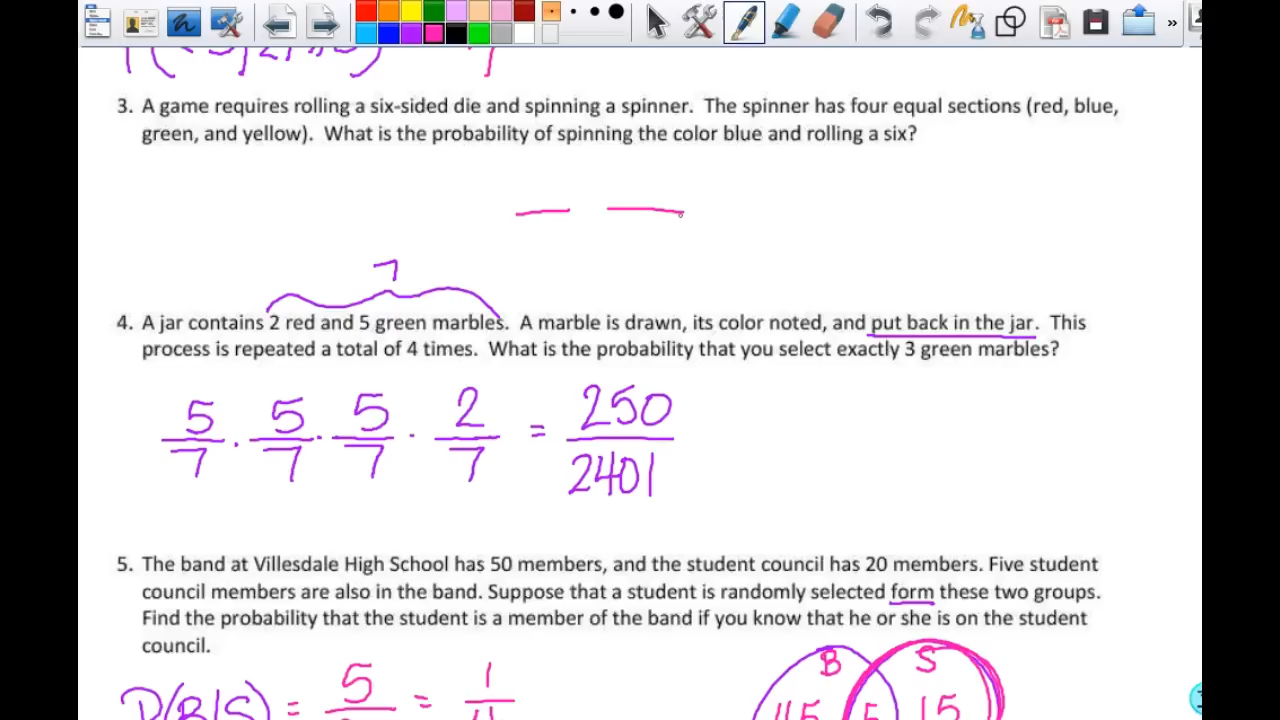 3. A game requires rolling a six-sided die and spinning a spinner. The spinner has four equal sections (red, blue,
green, and yellow). What is the probability of spinning the color blue and rolling a six?
7
4. A jar contains 2 red and 5 green marbles. A marble is drawn, its color noted, and put back in the jar. This
process is repeated a total of 4 times. What is the probability that you select exactly 3 green marbles?
5/7 · 5/7 · 5/7 · 2/7 = 250/2401
5. The band at Villesdale High School has 50 members, and the student council has 20 members. Five student
council members are also in the band. Suppose that a student is randomly selected form these two groups.
Find the probability that the student is a member of the band if you know that he or she is on the student
council.
B S
P(B|S) = 5 = 1/4 45 5 15